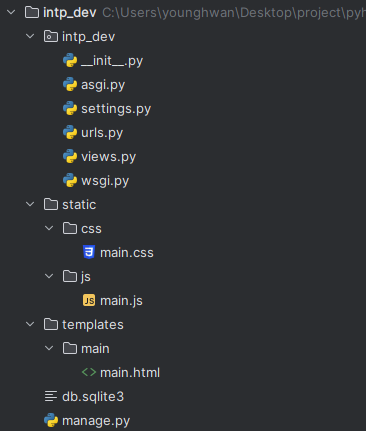 intp_dev C:\Users\younghwan\Desktop\project\pyh
intp_dev
__init__.py
asgi.py
settings.py
urls.py
views.py
wsgi.py
static
css
main.css
js
JS main.js
templates
main
<> main.html
db.sqlite3
manage.py